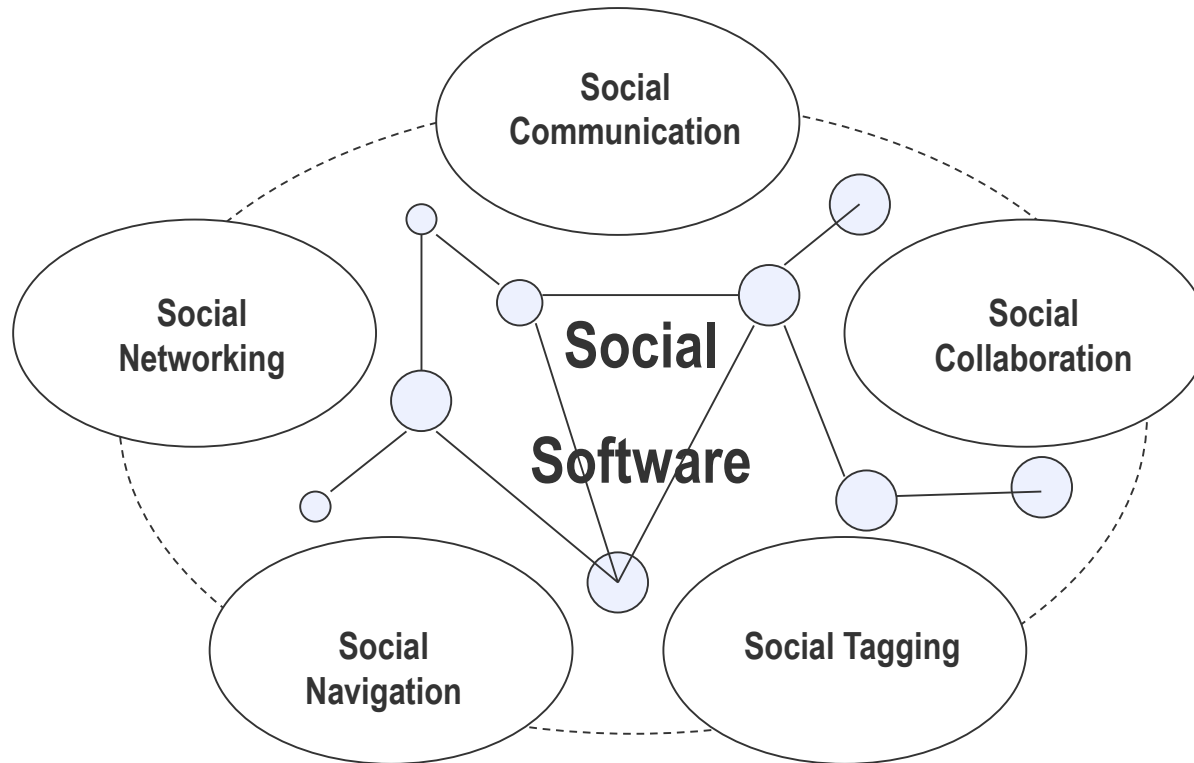 Social
Communication
Social
Networking
Social
Collaboration
Social
Software
Social
Navigation
Social Tagging